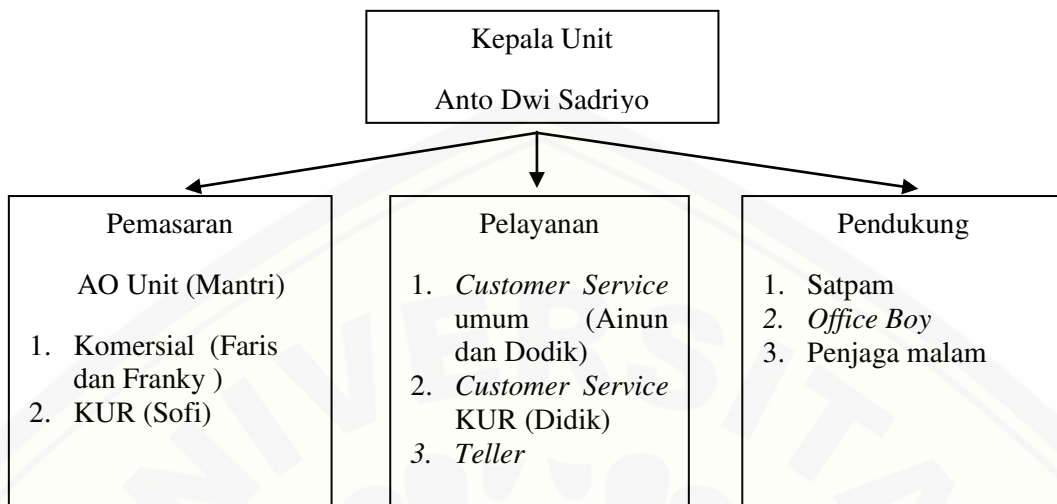 Kepala Unit
Anto Dwi Sadriyo
Pemasaran
AO Unit (Mantri)
1. Komersial (Faris
dan Franky )
2. KUR (Sofi)
Pelayanan
1. Customer Service
umum (Ainun
dan Dodik)
2. Customer Service
KUR (Didik)
3. Teller
Pendukung
1. Satpam
2. Office Boy
3. Penjaga malam